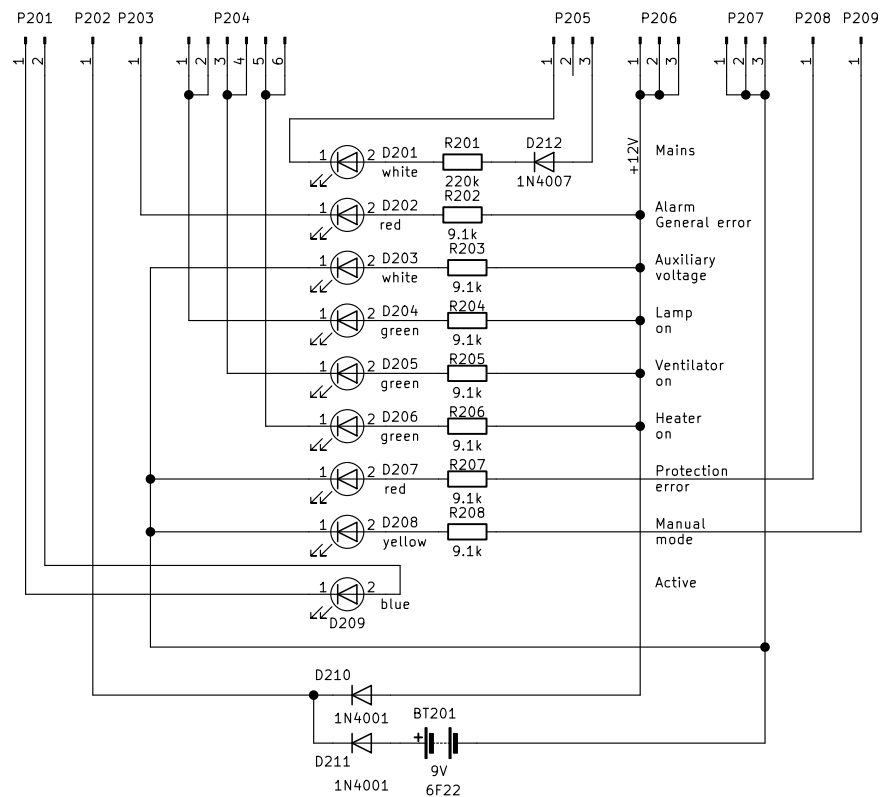 P201 P202 P203 P204 P205 P206 P207 P208 P209
1 2 1 1 1 2 3 4 5 6 1 2 3 1 2 3 1 2 3 1 1
+12V
1 2 D201 white R201 220k D212 1N4007 Mains
1 2 D202 red R202 9.1k Alarm
General error
1 2 D203 white R203 9.1k Auxiliary
voltage
1 2 D204 green R204 9.1k Lamp
on
1 2 D205 green R205 9.1k Ventilator
on
1 2 D206 green R206 9.1k Heater
on
1 2 D207 red R207 9.1k Protection
error
1 2 D208 yellow R208 9.1k Manual
mode
1 2 blue Active
D209
D210
1N4001
BT201
+
D211
9V
1N4001
6F22